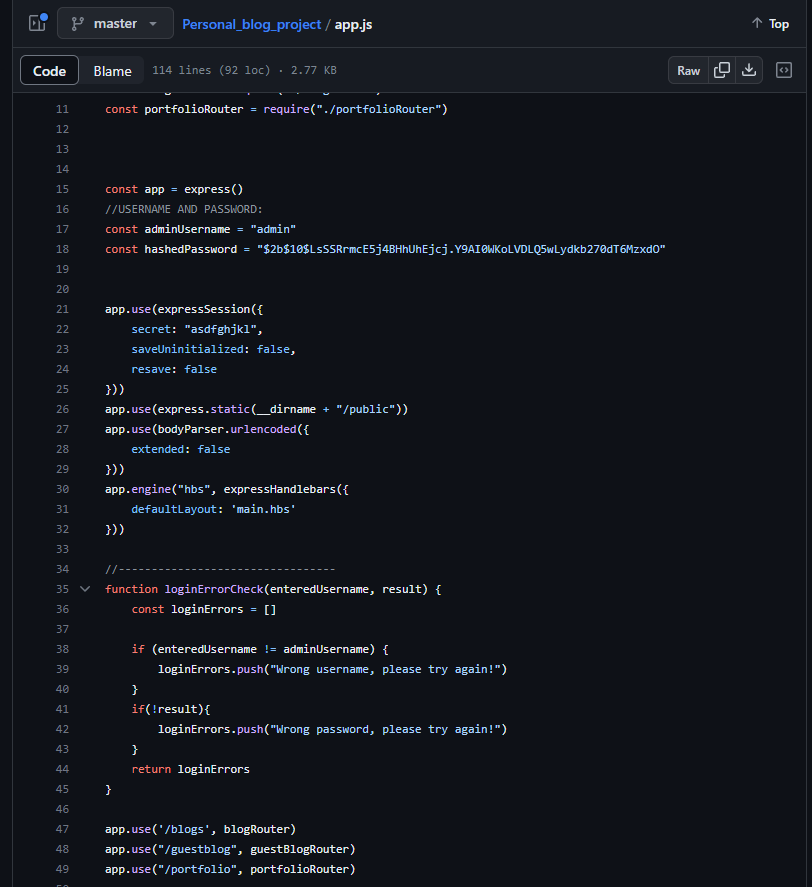 master
Personal_blog_project / app.js
Top
Code
Blame
114 lines (92 loc) · 2.77 KB
Raw
11 const portfolioRouter = require("./portfolioRouter")
12
13
14
15 const app = express()
16 //USERNAME AND PASSWORD:
17 const adminUsername = "admin"
18 const hashedPassword = "$2b$10$LsSSRrmcE5j4BHhUhEjcj.Y9AI0WKoLVDLQ5wLydkb270dT6MzxdO"
19
20
21 app.use(expressSession({
22 secret: "asdfghjkl",
23 saveUninitialized: false,
24 resave: false
25 }))
26 app.use(express.static(__dirname + "/public"))
27 app.use(bodyParser.urlencoded({
28 extended: false
29 }))
30 app.engine("hbs", expressHandlebars({
31 defaultLayout: 'main.hbs'
32 }))
33
34 //---------------------------------
35 function loginErrorCheck(enteredUsername, result) {
36 const loginErrors = []
37
38 if (enteredUsername != adminUsername) {
39 loginErrors.push("Wrong username, please try again!")
40 }
41 if(!result){
42 loginErrors.push("Wrong password, please try again!")
43 }
44 return loginErrors
45 }
46
47 app.use('/blogs', blogRouter)
48 app.use("/guestblog", guestBlogRouter)
49 app.use("/portfolio", portfolioRouter)